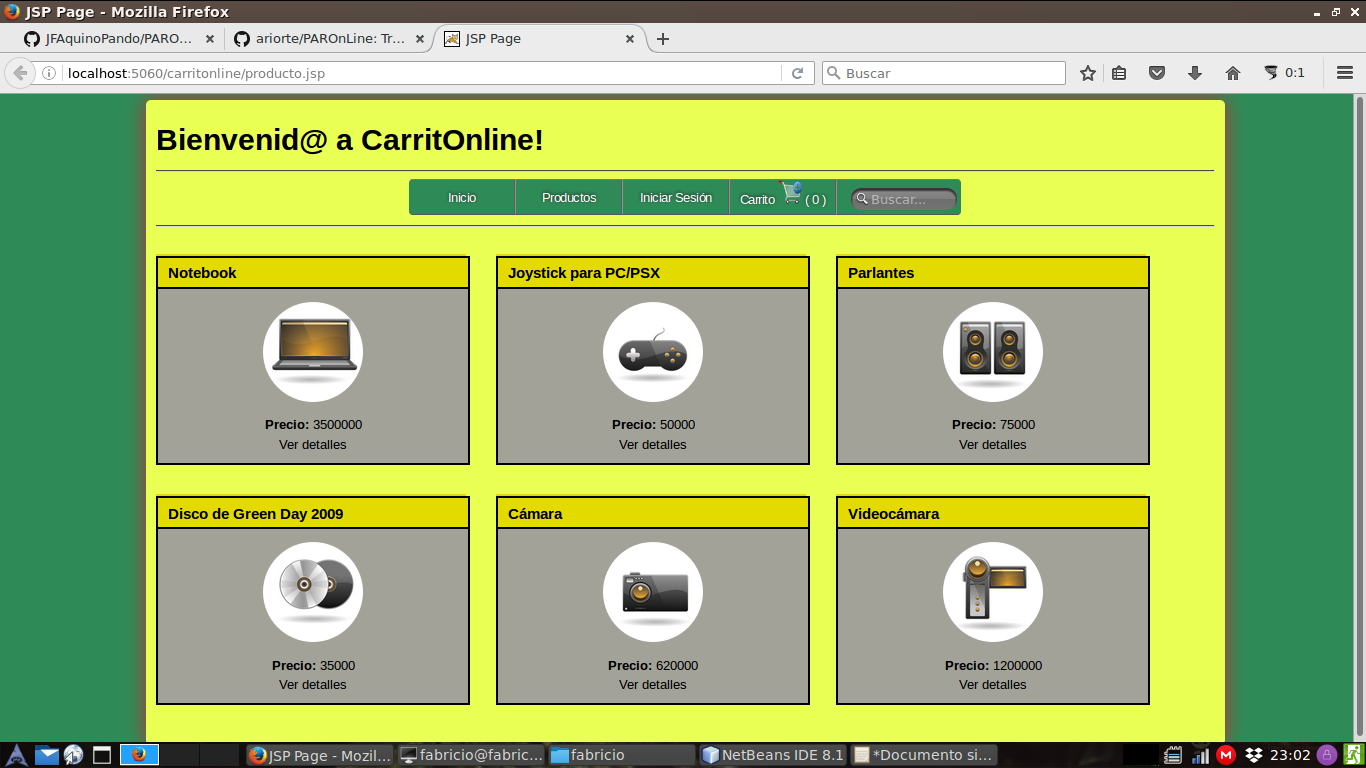 JSP Page - Mozilla Firefox
JFAquinoPando/PARO...
ariorte/PAROnLine: Tr...
JSP Page
localhost:5060/carritonline/producto.jsp
Buscar
0:1
Bienvenid@ a CarritOnline!
Inicio
Productos
Iniciar Sesión
Carrito ( 0 )
Buscar...
Notebook
Joystick para PC/PSX
Parlantes
Precio: 3500000
Precio: 50000
Precio: 75000
Ver detalles
Ver detalles
Ver detalles
Disco de Green Day 2009
Cámara
Videocámara
Precio: 35000
Precio: 620000
Precio: 1200000
Ver detalles
Ver detalles
Ver detalles
JSP Page - Mozil...
fabricio@fabric...
fabricio
NetBeans IDE 8.1
*Documento si...
23:02